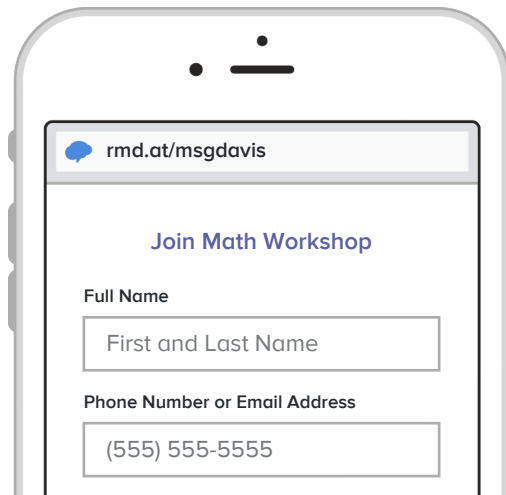 rmd.at/msgdavis
Join Math Workshop
Full Name
First and Last Name
Phone Number or Email Address
(555) 555-5555